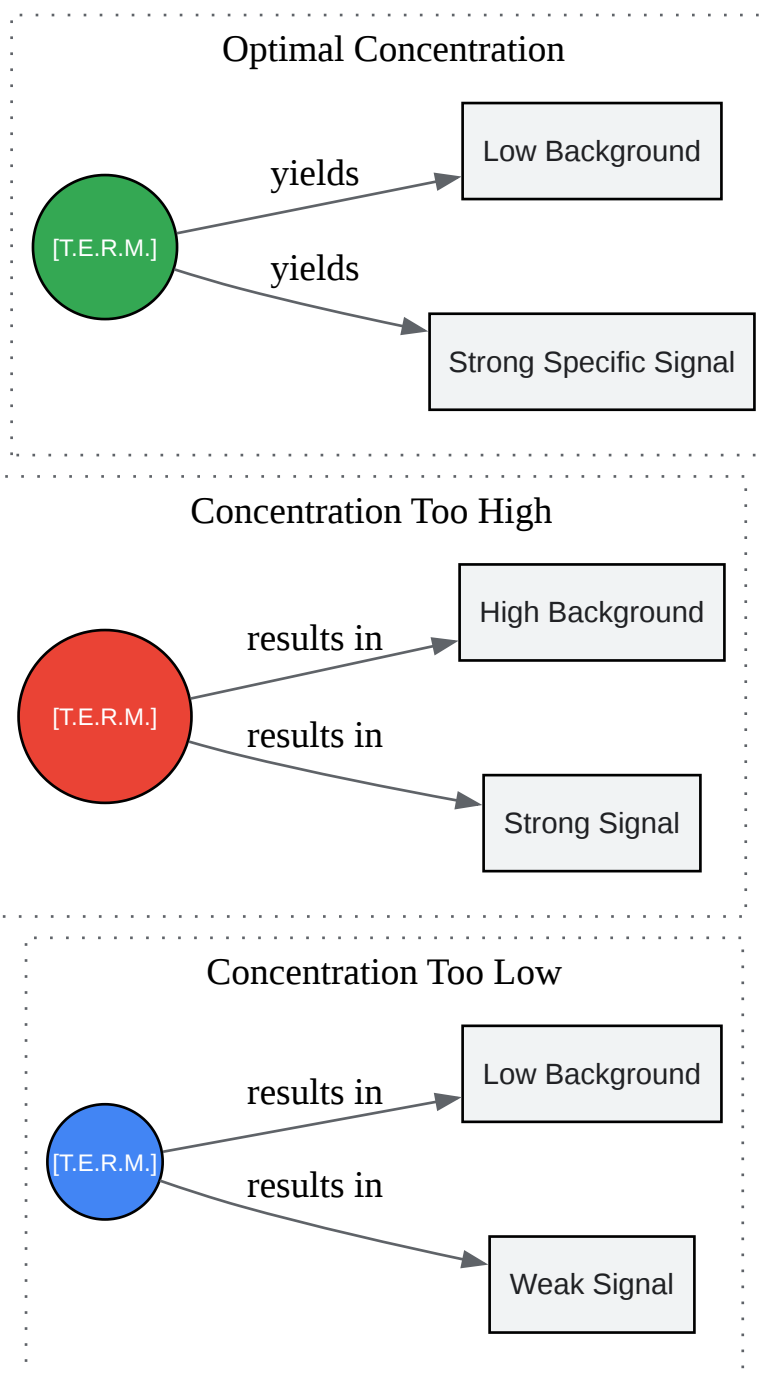 Optimal Concentration
Low Background
yields
[T.E.R.M.]
yields
Strong Specific Signal
Concentration Too High
High Background
results in
[T.E.R.M.]
results in
Strong Signal
Concentration Too Low
Low Background
results in
[T.E.R.M.]
results in
Weak Signal